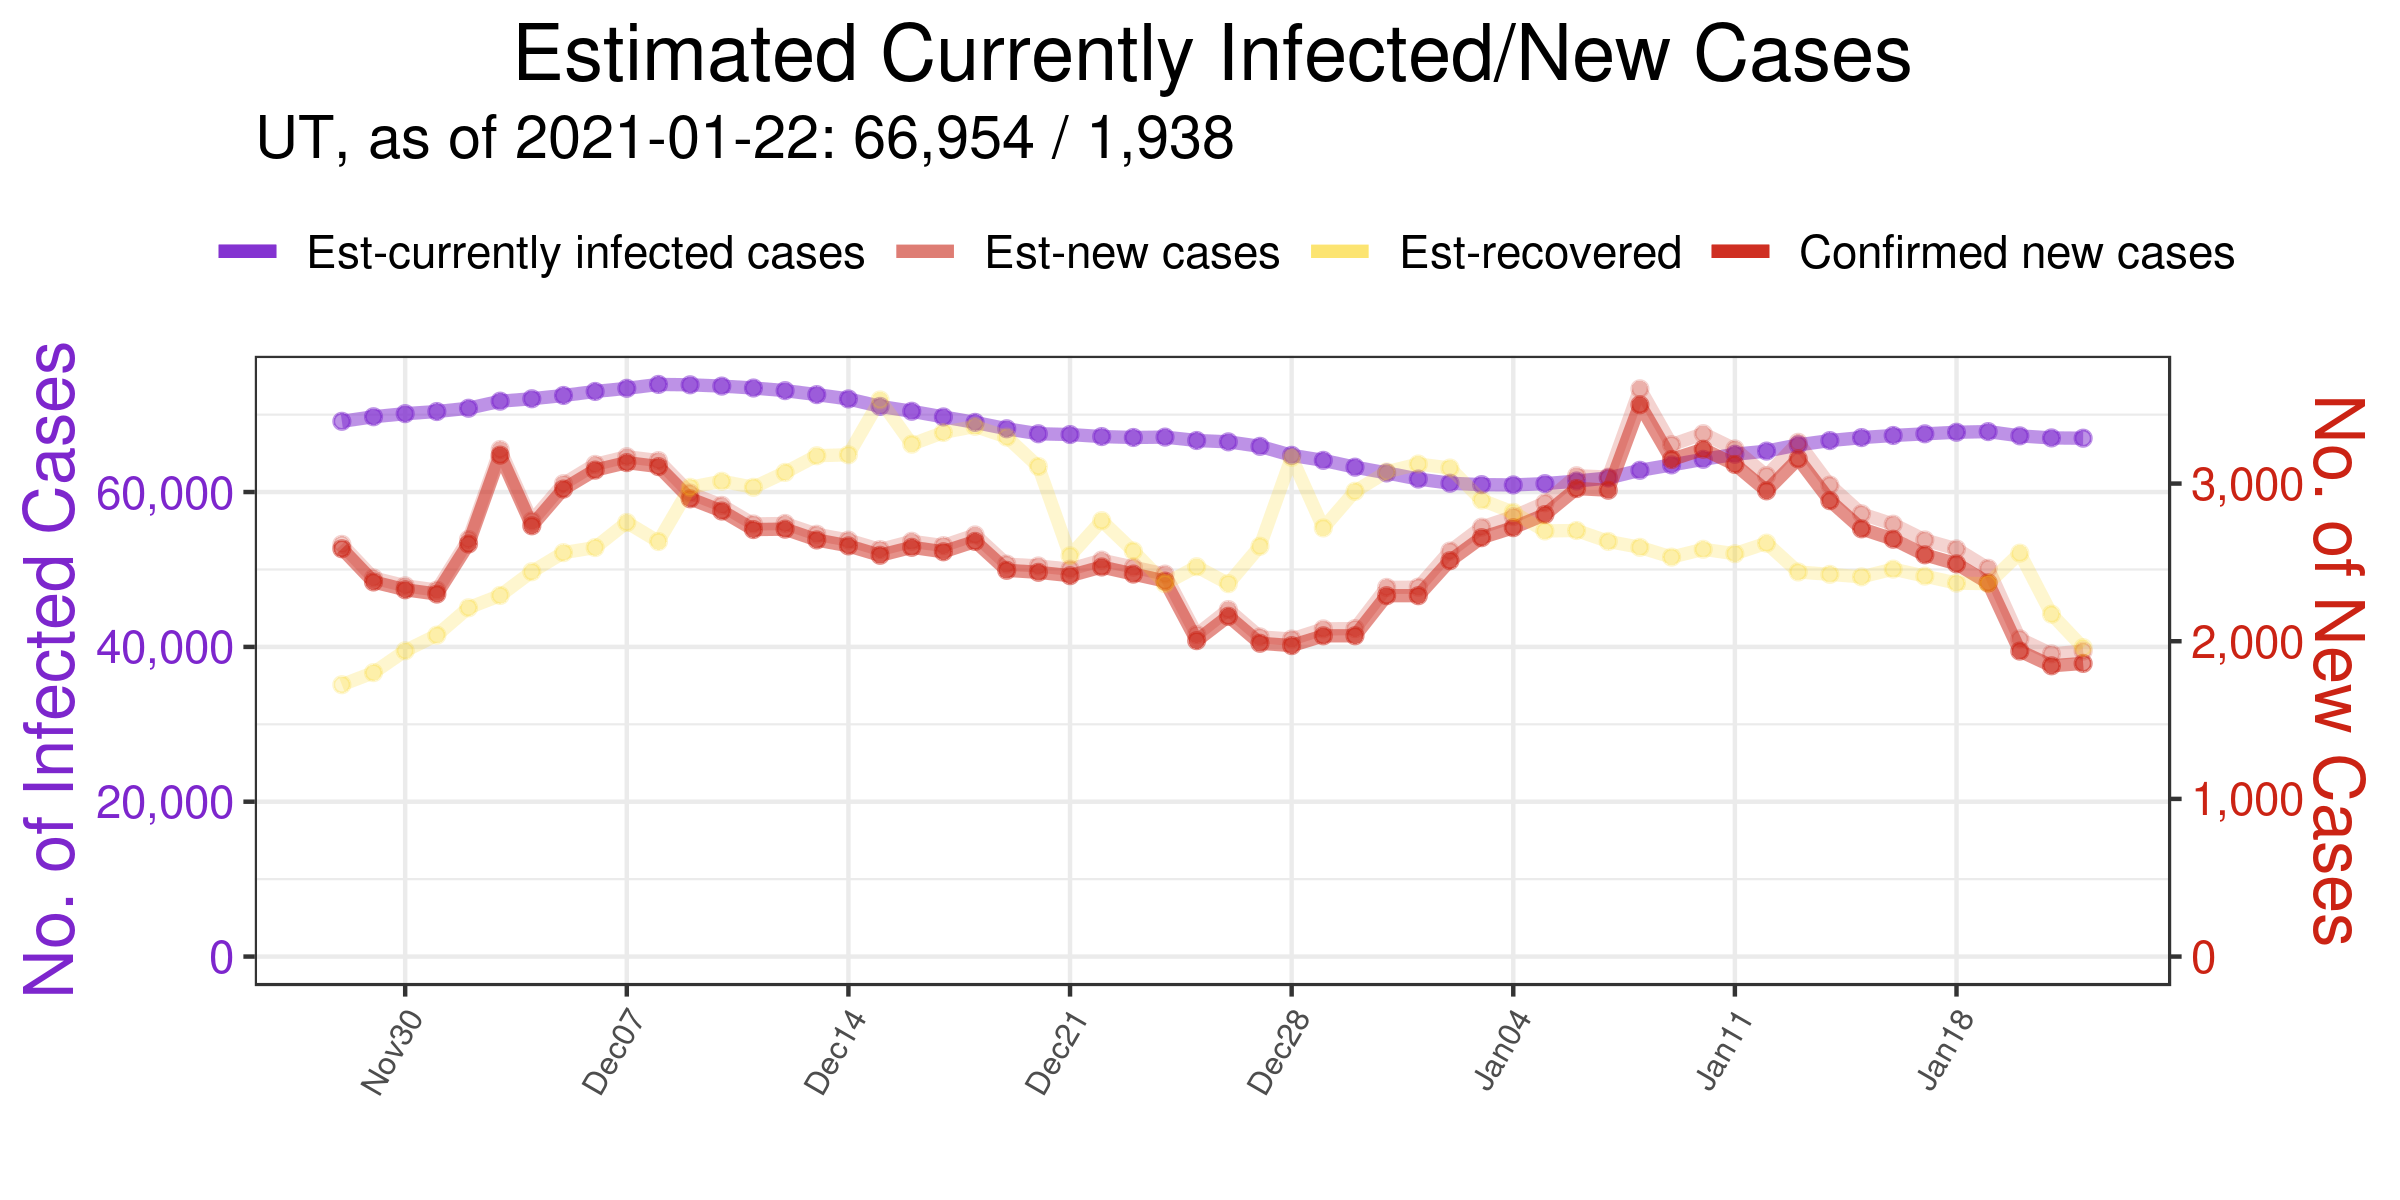 Estimated Currently Infected/New Cases
UT, as of 2021-01-22: 66,954 / 1,938
Est-currently infected cases Est-new cases Est-recovered Confirmed new cases
No. of Infected Cases
60,000
40,000
20,000
0
3,000
2,000
1,000
0
No. of New Cases
Nov30 Dec07 Dec14 Dec21 Dec28 Jan04 Jan11 Jan18